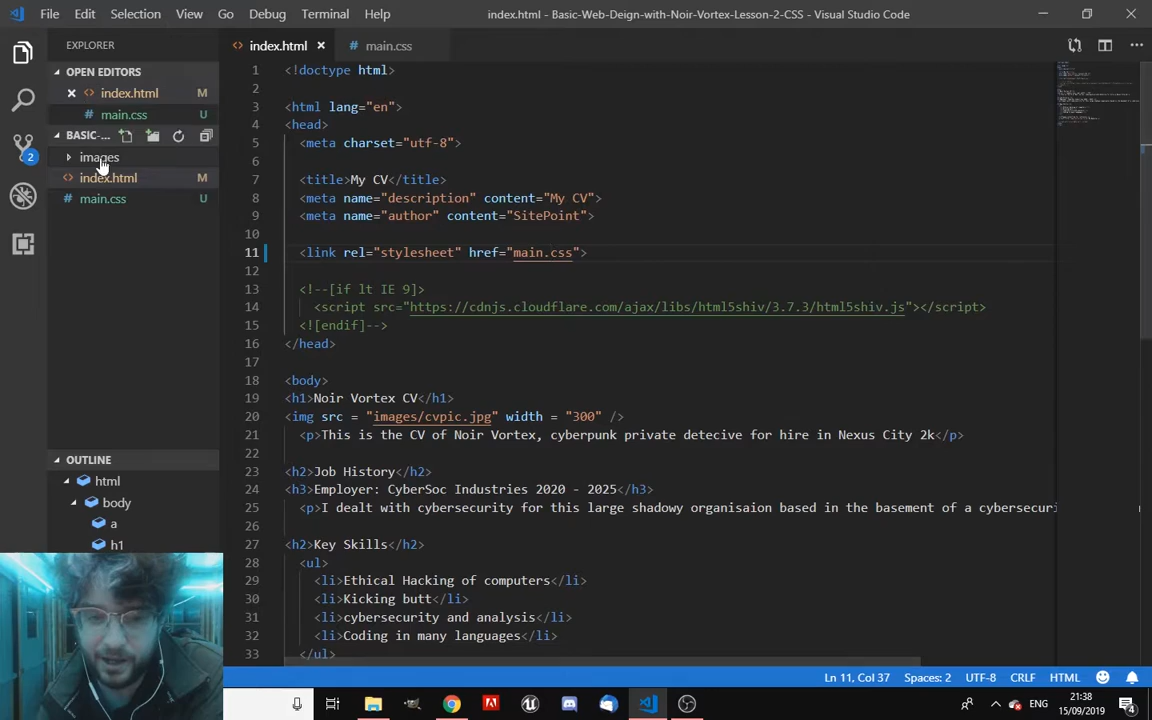 File Edit Selection View Go Debug Terminal Help
index.html - Basic-Web-Deign-with-Noir-Vortex-Lesson-2-CSS - Visual Studio Code
EXPLORER
OPEN EDITORS
index.html M
main.css U
BASIC-...
images
index.html M
main.css U
2
OUTLINE
html
body
a
h1
index.html
main.css
1 <!doctype html>
2
3 <html lang="en">
4 <head>
5 <meta charset="utf-8">
6
7 <title>My CV</title>
8 <meta name="description" content="My CV">
9 <meta name="author" content="SitePoint">
10
11 <link rel="stylesheet" href="main.css">
12
13 <!--[if lt IE 9]>
14 <script src="https://cdnjs.cloudflare.com/ajax/libs/html5shiv/3.7.3/html5shiv.js"></script>
15 <![endif]-->
16 </head>
17
18 <body>
19 <h1>Noir Vortex CV</h1>
20 <img src = "images/cvpic.jpg" width = "300" />
21 <p>This is the CV of Noir Vortex, cyberpunk private detecive for hire in Nexus City 2k</p>
22
23 <h2>Job History</h2>
24 <h3>Employer: CyberSoc Industries 2020 - 2025</h3>
25 <p>I dealt with cybersecurity for this large shadowy organisaion based in the basement of a cybersecuri
26
27 <h2>Key Skills</h2>
28 <ul>
29 <li>Ethical Hacking of computers</li>
30 <li>Kicking butt</li>
31 <li>cybersecurity and analysis</li>
32 <li>Coding in many languages</li>
33 </ul>
Ln 11, Col 37 Spaces: 2 UTF-8 CRLF HTML
ENG
21:38
15/09/2019
4